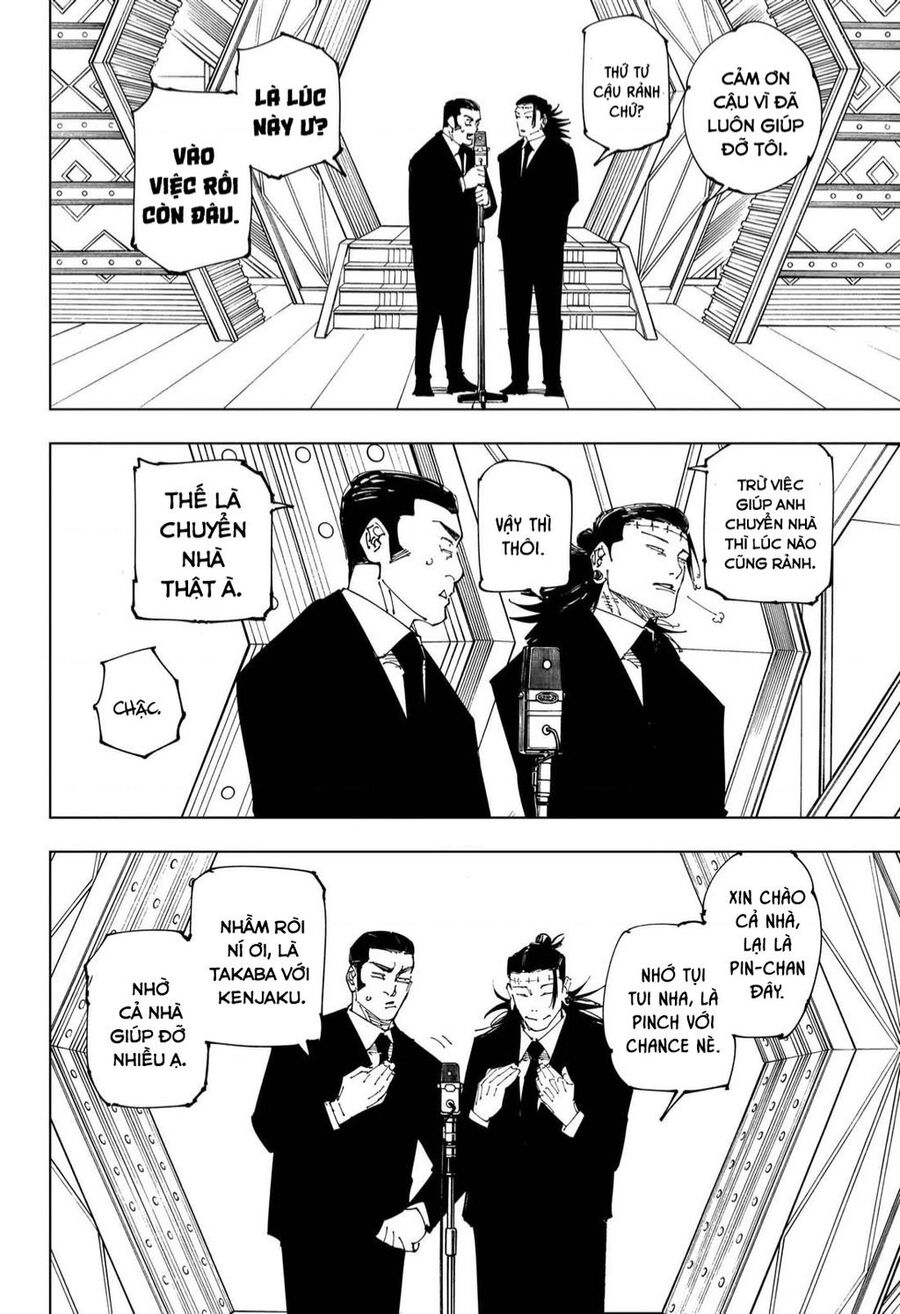 CẢM ƠN
CẬU VÌ ĐÃ
LUÔN GIÚP
ĐỠ TÔI.
THỨ TƯ
CẬU RẢNH
CHỨ?
LÀ LÚC
NÀY Ư?
VÀO
VIỆC RỒI
CÒN ĐÂU.
TRỪ VIỆC
GIÚP ANH
CHUYỂN NHÀ
THÌ LÚC NÀO
CŨNG RẢNH.
VẬY THÌ
THÔI.
THẾ LÀ
CHUYỂN
NHÀ
THẬT À.
CHẬC.
XIN CHÀO
CẢ NHÀ,
LẠI LÀ
PIN-CHAN
ĐÂY.
NHỚ TỤI
TUI NHA, LÀ
PINCH VỚI
CHANCE NÈ.
NHẦM RỒI
NÍ ƠI, LÀ
TAKABA VỚI
KENJAKU.
NHỜ
CẢ NHÀ
GIÚP ĐỠ
NHIỀU Ạ.